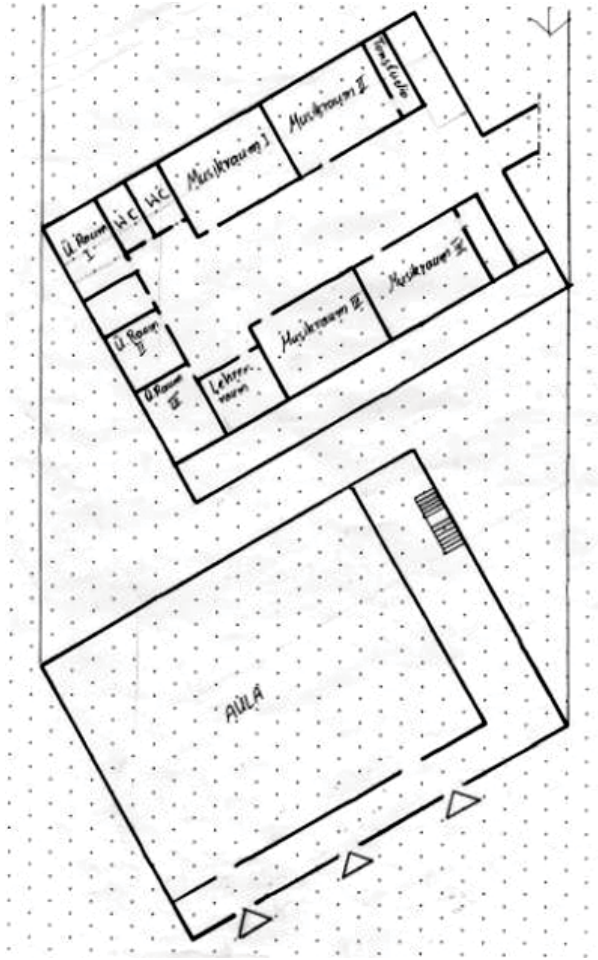 Tonstudio
Musikraum II
Musikraum I
WC
WC
Ü. Raum
I
Musikraum IV
Musikraum III
Ü. Raum
II
Lehrer
raum
Ü. Raum
III
AULA